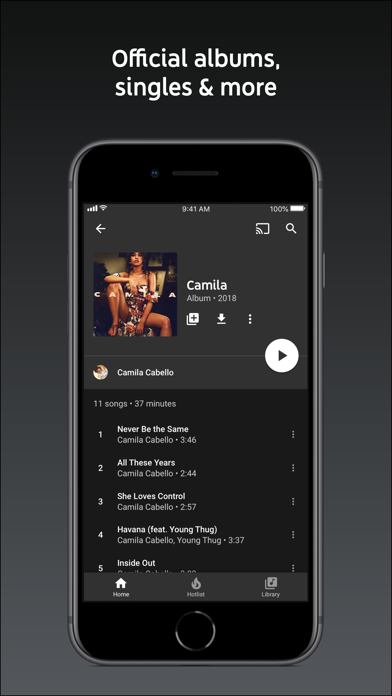 Official albums,
singles & more
9:41 AM
100%
CAMILA
Camila
Album • 2018
Camila Cabello
11 songs • 37 minutes
1
Never Be the Same
Camila Cabello • 3:46
2
All These Years
Camila Cabello • 2:44
3
She Loves Control
Camila Cabello • 2:57
4
Havana (feat. Young Thug)
Camila Cabello, Young Thug • 3:37
5
Inside Out
Camila Cabello •
Home
Hotlist
Library